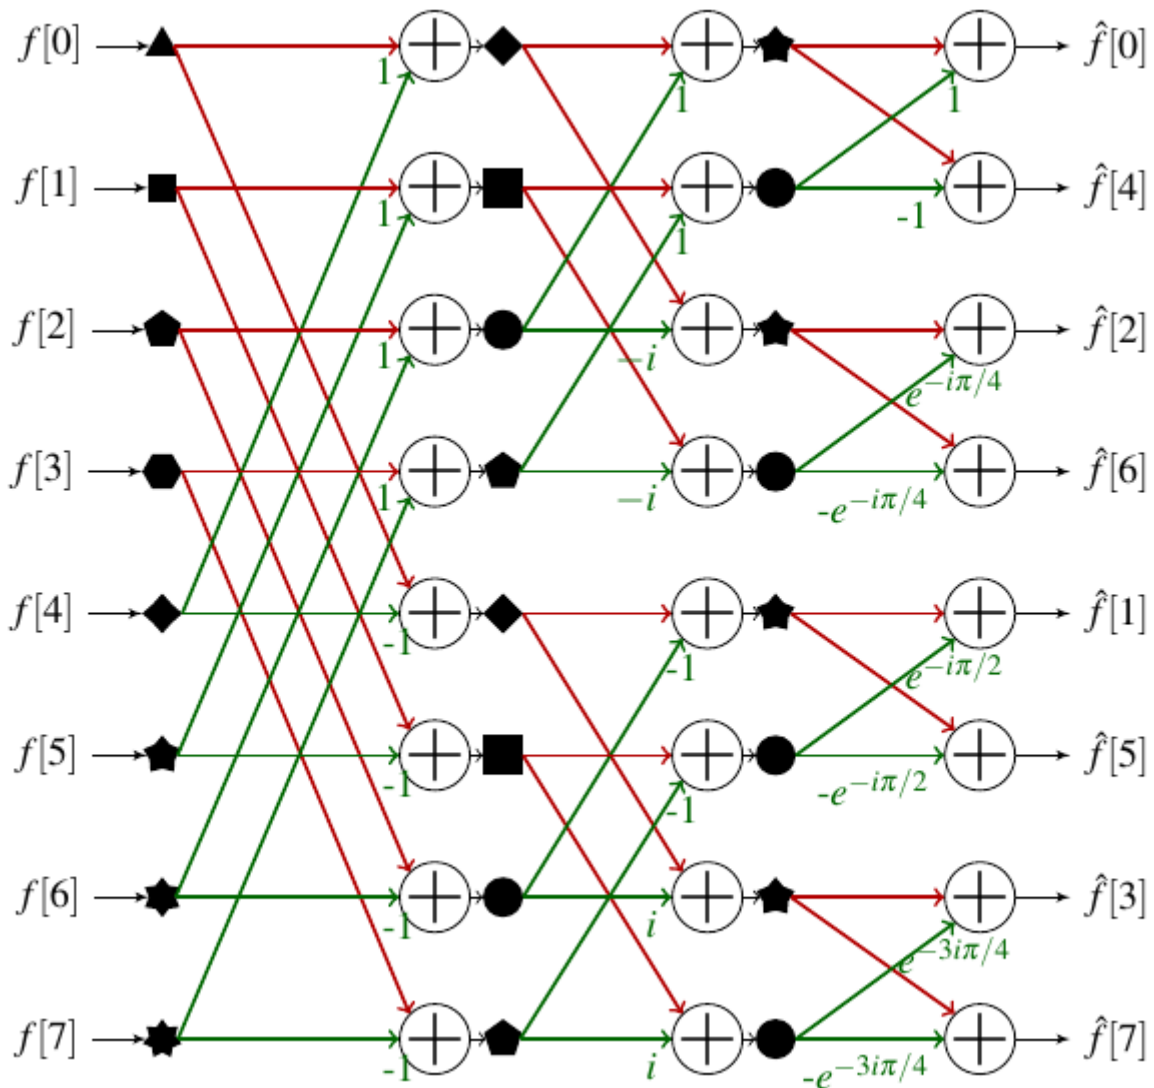 f[0] f̂[0]
1 1 1
f[1] f̂[4]
1 1 -1
f[2] f̂[2]
1 −i e^{−iπ/4}
f[3] f̂[6]
1 −i -e^{−iπ/4}
f[4] f̂[1]
-1 -1 e^{−iπ/2}
f[5] f̂[5]
-1 -1 -e^{−iπ/2}
f[6] f̂[3]
-1 i e^{−3iπ/4}
f[7] f̂[7]
-1 i -e^{−3iπ/4}